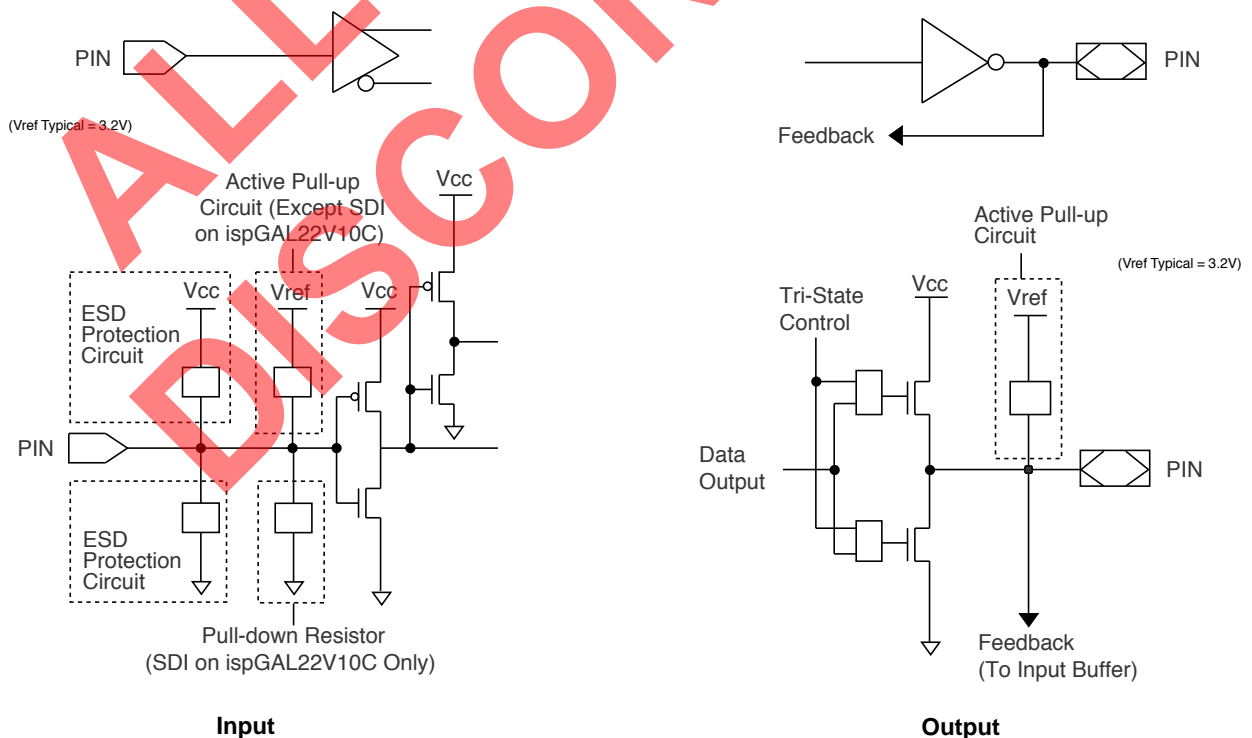 PIN
(Vref Typical = 3.2V)
Active Pull-up
Circuit (Except SDI
on ispGAL22V10C)
Vcc
Vcc
Vref
Vcc
ESD
Protection
Circuit
PIN
ESD
Protection
Circuit
Pull-down Resistor
(SDI on ispGAL22V10C Only)
Input
PIN
Feedback
Active Pull-up
Circuit
(Vref Typical = 3.2V)
Tri-State
Control
Vcc
Vref
Data
Output
PIN
Feedback
(To Input Buffer)
Output
ALL
DISCON